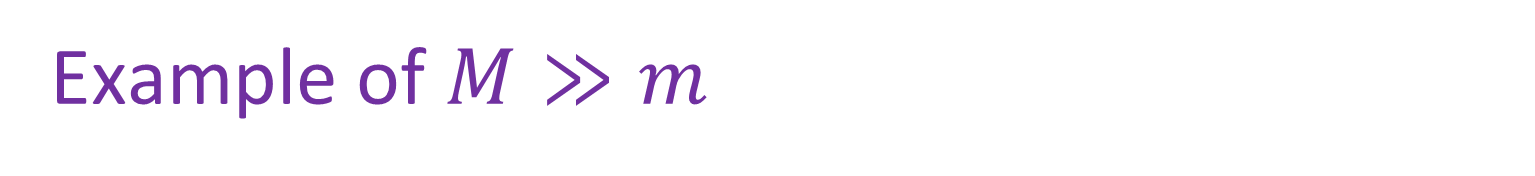 Example of 𝑀 ≫ 𝑚